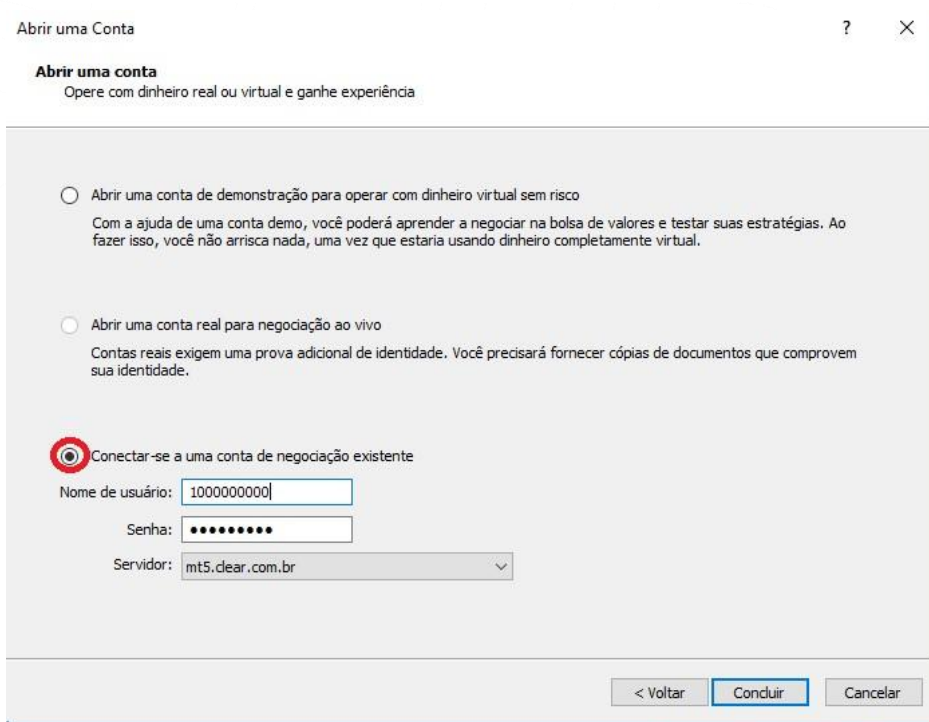 Abrir uma Conta
?
Abrir uma conta
Opere com dinheiro real ou virtual e ganhe experiência
Abrir uma conta de demonstração para operar com dinheiro virtual sem risco
Com a ajuda de uma conta demo, você poderá aprender a negociar na bolsa de valores e testar suas estratégias. Ao
fazer isso, você não arrisca nada, uma vez que estaria usando dinheiro completamente virtual.
Abrir uma conta real para negociação ao vivo
Contas reais exigem uma prova adicional de identidade. Você precisará fornecer cópias de documentos que comprovem
sua identidade.
Conectar-se a uma conta de negociação existente
Nome de usuário: 1000000000
Senha: •••••••••
Servidor: mt5.clear.com.br
< Voltar Concluir Cancelar